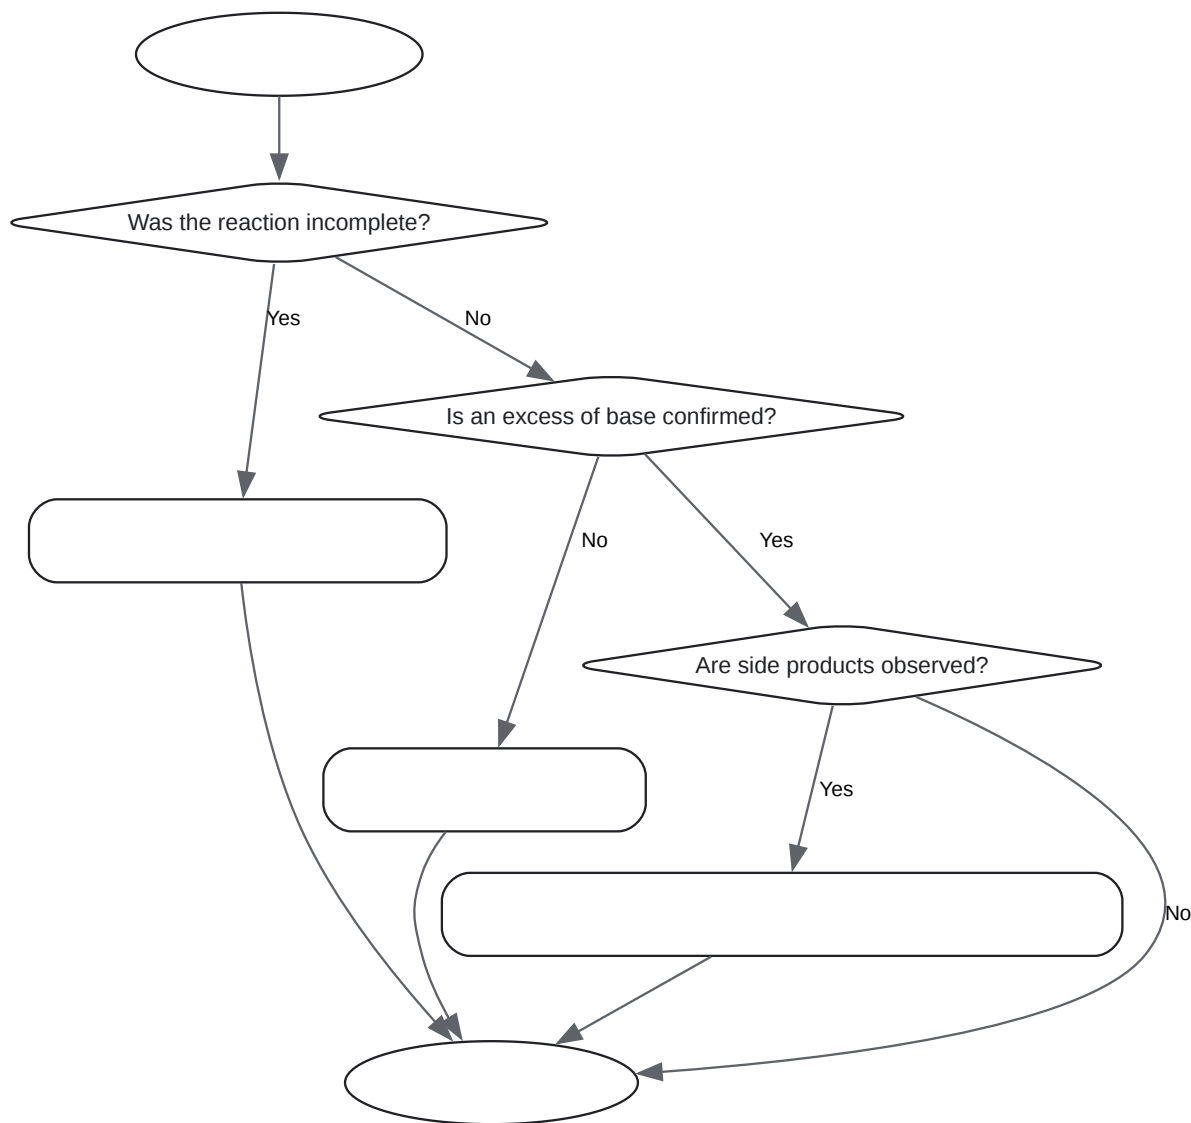 Was the reaction incomplete?
Yes
No
Is an excess of base confirmed?
No
Yes
Are side products observed?
Yes
No